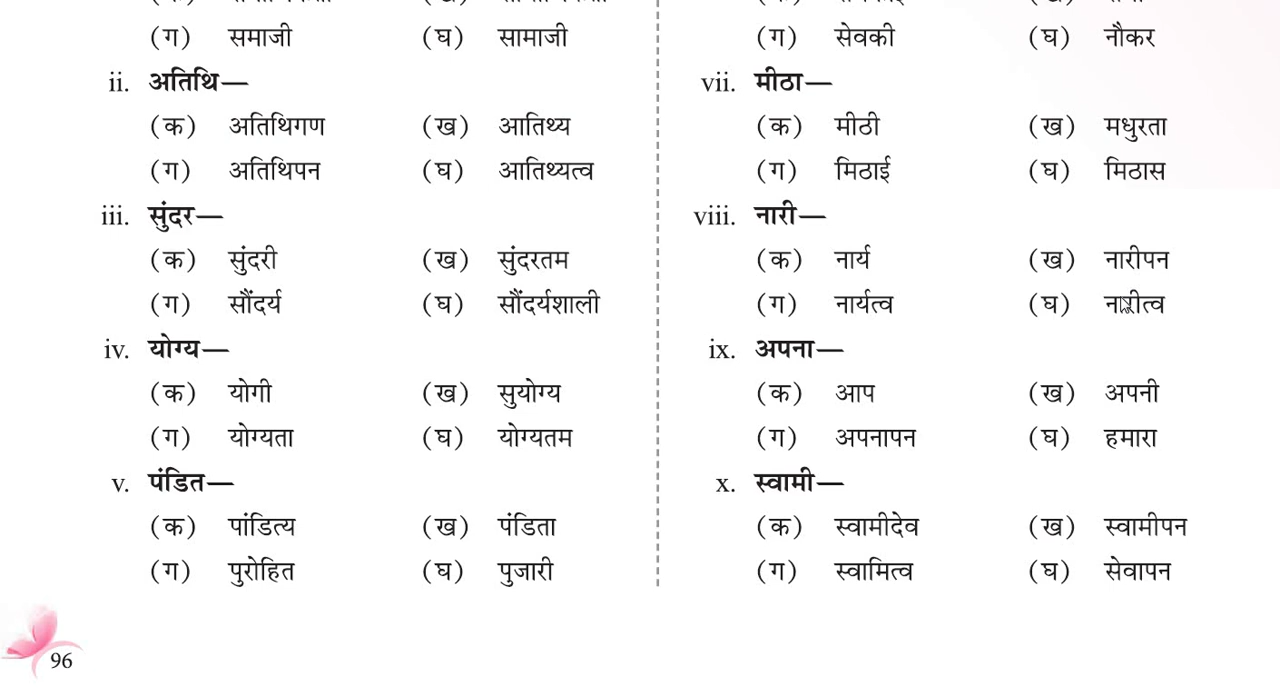 (ग) समाजी
(घ) सामाजी
ii. अतिथि—
(क) अतिथिगण
(ख) आतिथ्य
(ग) अतिथिपन
(घ) आतिथ्यत्व
iii. सुंदर—
(क) सुंदरी
(ख) सुंदरतम
(ग) सौंदर्य
(घ) सौंदर्यशाली
iv. योग्य—
(क) योगी
(ख) सुयोग्य
(ग) योग्यता
(घ) योग्यतम
v. पंडित—
(क) पांडित्य
(ख) पंडिता
(ग) पुरोहित
(घ) पुजारी
(ग) सेवकी
(घ) नौकर
vii. मीठा—
(क) मीठी
(ख) मधुरता
(ग) मिठाई
(घ) मिठास
viii. नारी—
(क) नार्य
(ख) नारीपन
(ग) नार्यत्व
(घ) नारीत्व
ix. अपना—
(क) आप
(ख) अपनी
(ग) अपनापन
(घ) हमारा
x. स्वामी—
(क) स्वामीदेव
(ख) स्वामीपन
(ग) स्वामित्व
(घ) सेवापन
96